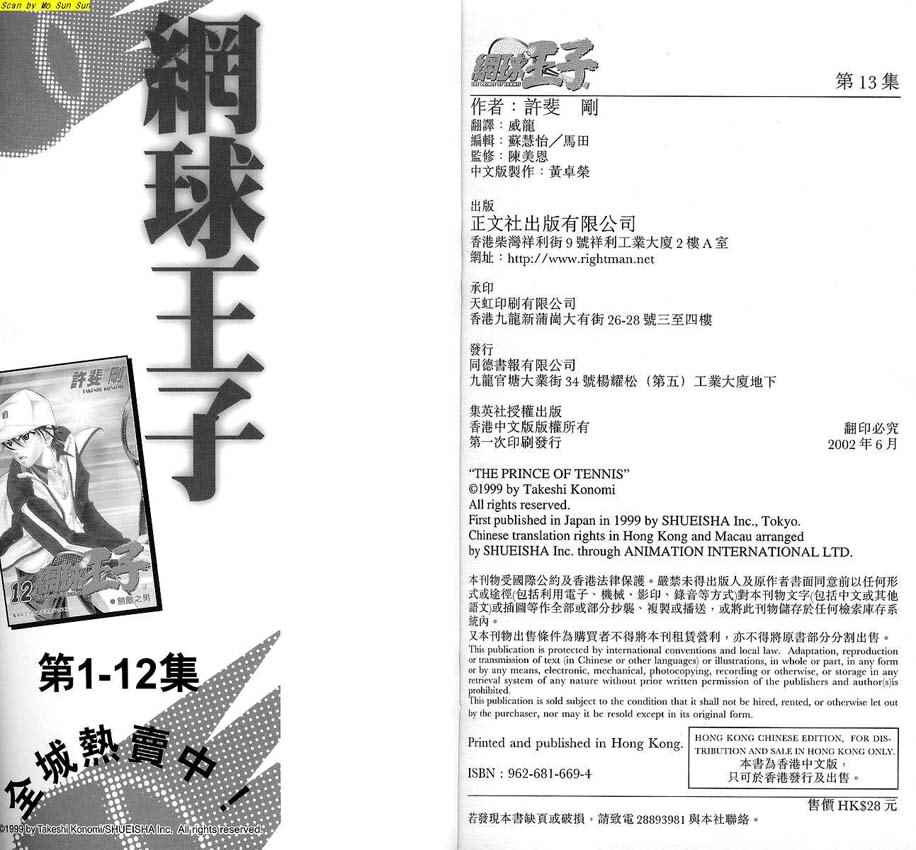 Scan by Mo Sun Sun
網球王子
許斐 剛
TAKESHI KONOMI
12
網球王子
●無敵之男
第1-12集
全城熱賣中!
©1999 by Takeshi Konomi/SHUEISHA Inc. All rights reserved.
網球王子
第13集
作者:許斐 剛
翻譯:威龍
編輯:蘇慧怡/馬田
監修:陳美恩
中文版製作:黃卓榮
出版
正文社出版有限公司
香港柴灣祥利街9號祥利工業大廈2樓A室
網址:http://www.rightman.net
承印
天虹印刷有限公司
香港九龍新蒲崗大有街26-28號三至四樓
發行
同德書報有限公司
九龍官塘大業街34號楊耀松(第五)工業大廈地下
集英社授權出版
香港中文版版權所有
翻印必究
第一次印刷發行
2002年6月
“THE PRINCE OF TENNIS”
©1999 by Takeshi Konomi
All rights reserved.
First published in Japan in 1999 by SHUEISHA Inc., Tokyo.
Chinese translation rights in Hong Kong and Macau arranged
by SHUEISHA Inc. through ANIMATION INTERNATIONAL LTD.
本刊物受國際公約及香港法律保護。嚴禁未得出版人及原作者書面同意前以任何形
式或途徑(包括利用電子、機械、影印、錄音等方式)對本刊物文字(包括中文或其他
語文)或插圖等作全部或部分抄襲、複製或播送,或將此刊物儲存於任何檢索庫存系
統內。
又本刊物出售條件為購買者不得將本刊租賃營利,亦不得將原書部分分割出售。
This publication is protected by international conventions and local law. Adaptation, reproduction
or transmission of text (in Chinese or other languages) or illustrations, in whole or part, in any form
or by any means, electronic, mechanical, photocopying, recording or otherwise, or storage in any
retrieval system of any nature without prior written permission of the publishers and author(s)is
prohibited.
This publication is sold subject to the condition that it shall not be hired, rented, or otherwise let out
by the purchaser, nor may it be resold except in its original form.
Printed and published in Hong Kong.
ISBN : 962-681-669-4
HONG KONG CHINESE EDITION, FOR DIS-
TRIBUTION AND SALE IN HONG KONG ONLY.
本書為香港中文版,
只可於香港發行及出售。
售價 HK$28元
若發現本書缺頁或破損,請致電28893981與本社聯絡。